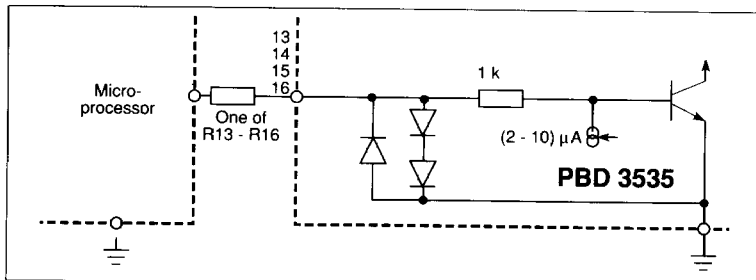 13
14
15
16
Micro-
processor
One of
R13 - R16
1 k
(2 - 10) µA
PBD 3535